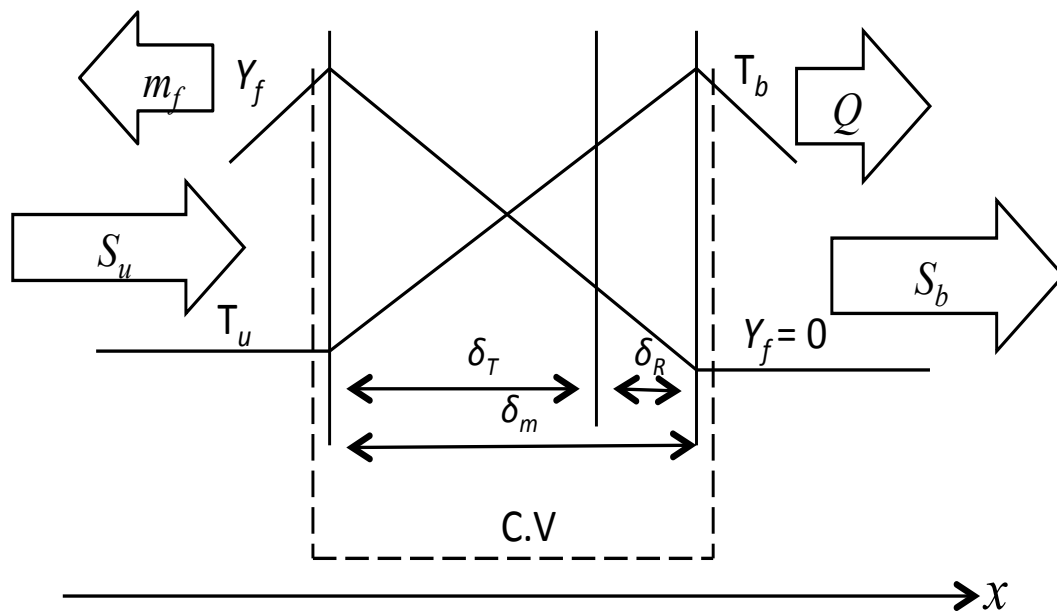 m_f
Y_f
T_b
Q
S_u
S_b
T_u
Y_f = 0
δ_T
δ_R
δ_m
C.V
x